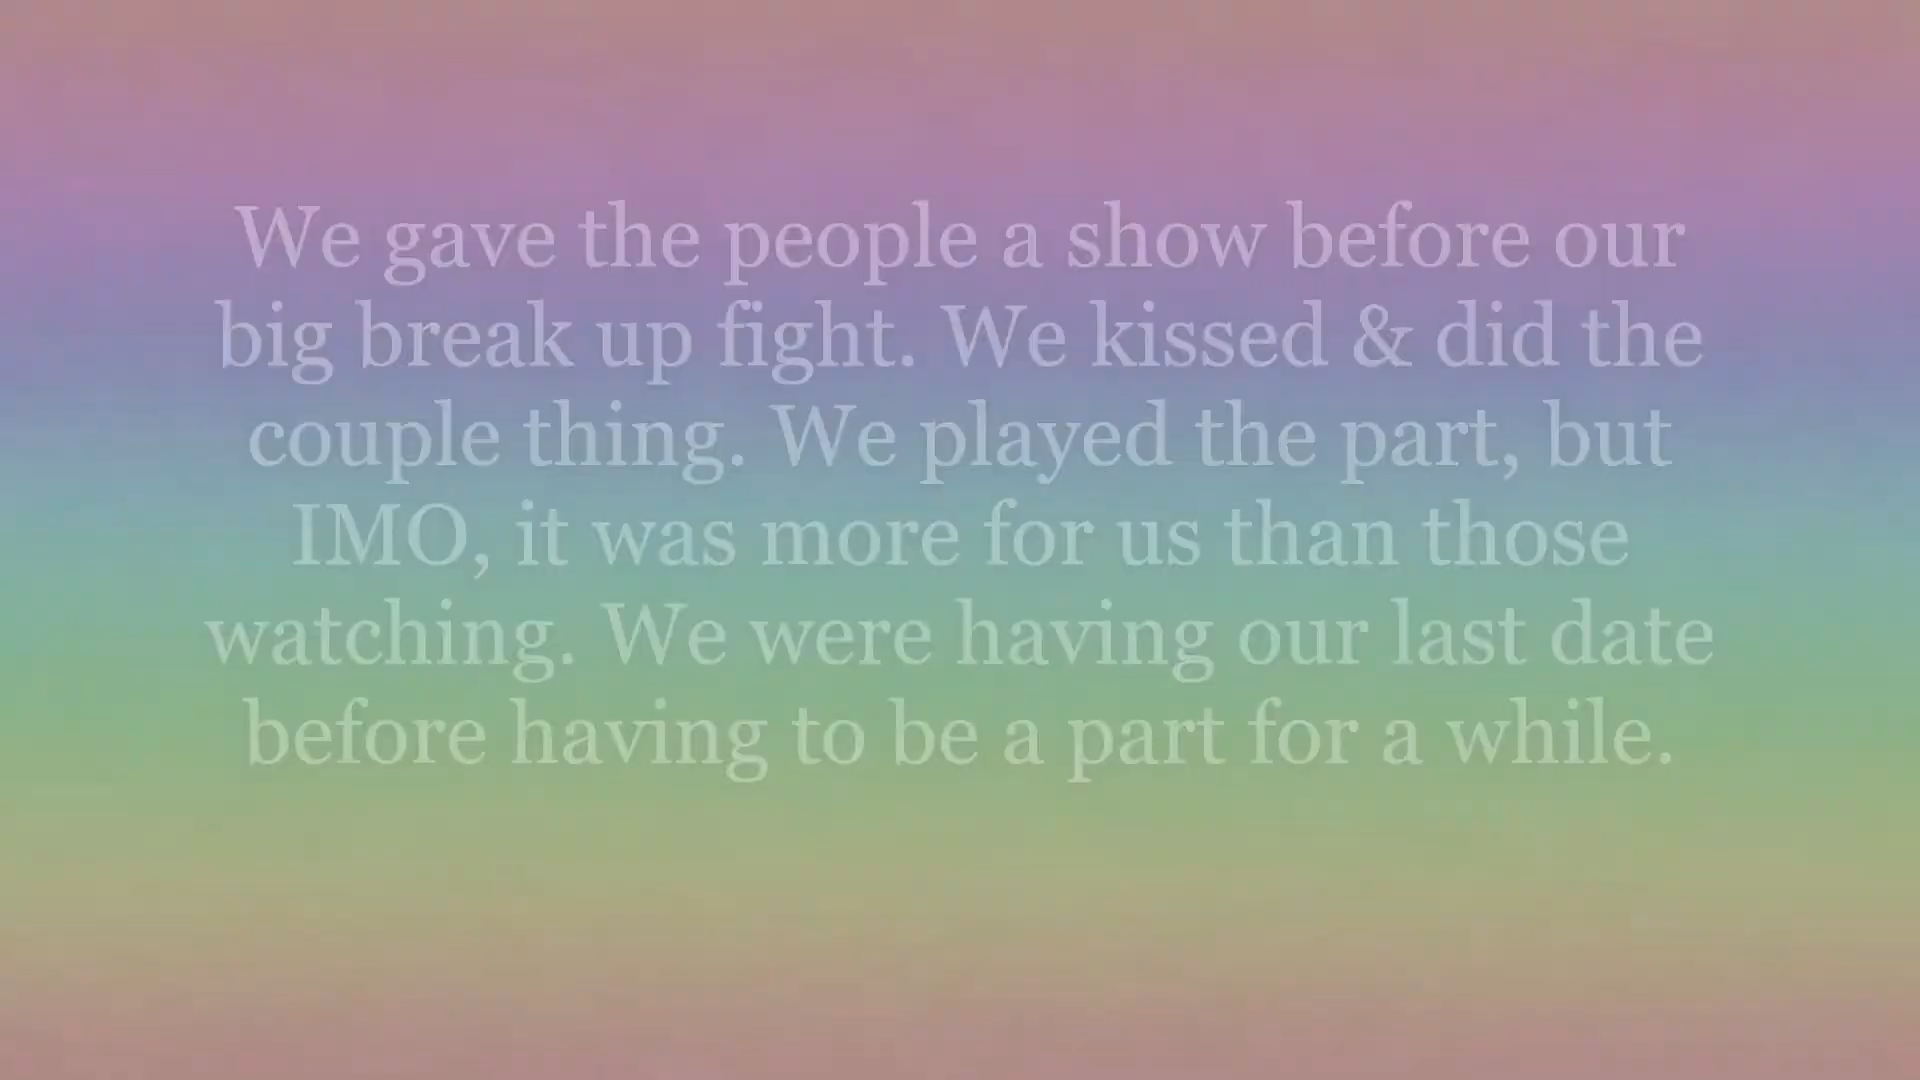 We gave the people a show before our
big break up fight. We kissed & did the
couple thing. We played the part, but
IMO, it was more for us than those
watching. We were having our last date
before having to be a part for a while.